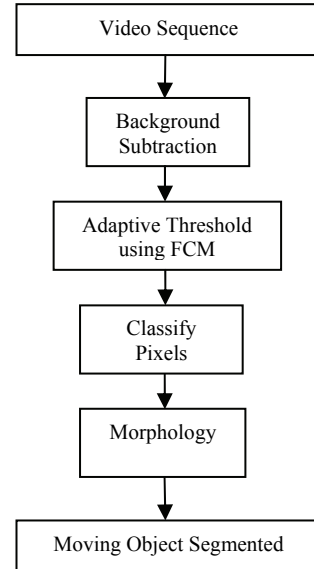 Video Sequence
Background
Subtraction
Adaptive Threshold
using FCM
Classify
Pixels
Morphology
Moving Object Segmented